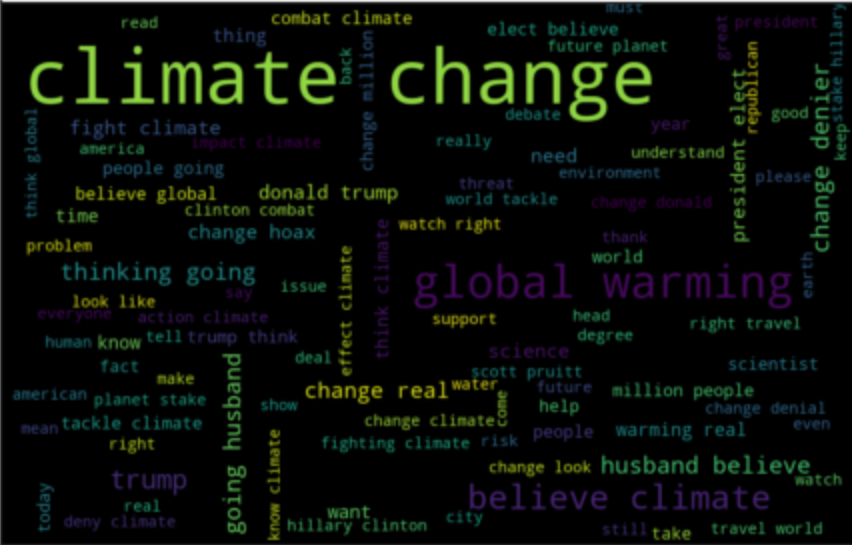 read
combat climate
must
thing
elect believe
great
president
future planet
climate change
back
change million
republican
stake hillary
keep
president elect
change denier
good
debate
think global
fight climate
america
impact climate
year
really
understand
need
people going
environment
please
threat
believe global
donald trump
world tackle
change donald
clinton combat
time
watch right
change hoax
thank
problem
world
earth
thinking going
issue
effect climate
think climate
global warming
look like
say
everyone
action climate
support
head
right travel
degree
human
know
tell
trump think
science
deal
fact
scott pruitt
scientist
make
going husband
change real
water
future
million people
american
planet stake
show
come
help
change denial
tackle climate
change climate
even
mean
people
warming real
right
fighting climate
risk
know climate
change look
husband believe
trump
watch
believe climate
today
real
want
city
deny climate
hillary clinton
still
take
travel world